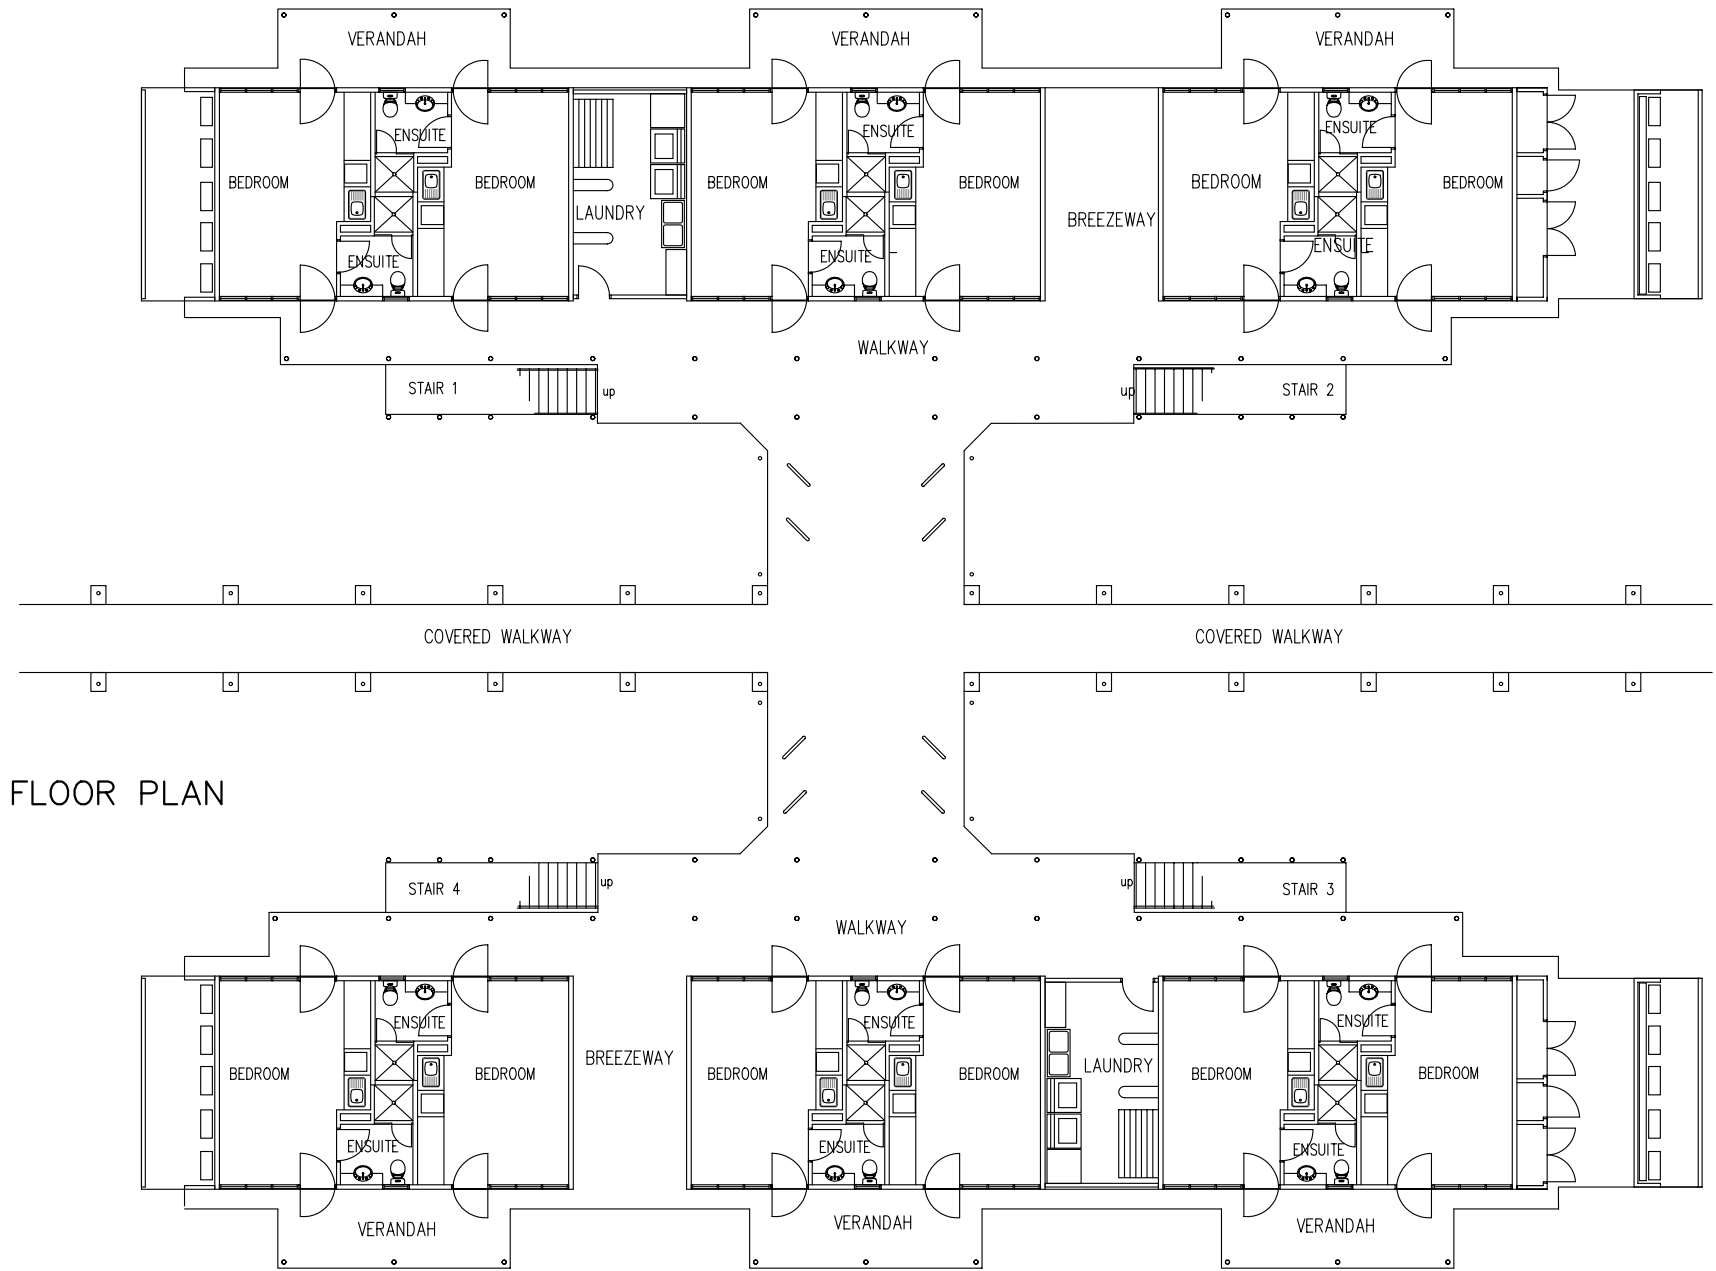 VERANDAH VERANDAH VERANDAH
ENSUITE ENSUITE ENSUITE
BEDROOM BEDROOM BEDROOM BEDROOM BEDROOM BEDROOM
LAUNDRY BREEZEWAY
ENSUITE ENSUITE ENSUITE
WALKWAY
STAIR 1 up up STAIR 2
COVERED WALKWAY COVERED WALKWAY
FLOOR PLAN
STAIR 4 up up STAIR 3
WALKWAY
ENSUITE ENSUITE ENSUITE
BREEZEWAY LAUNDRY
BEDROOM BEDROOM BEDROOM BEDROOM BEDROOM BEDROOM
ENSUITE ENSUITE ENSUITE
VERANDAH VERANDAH VERANDAH